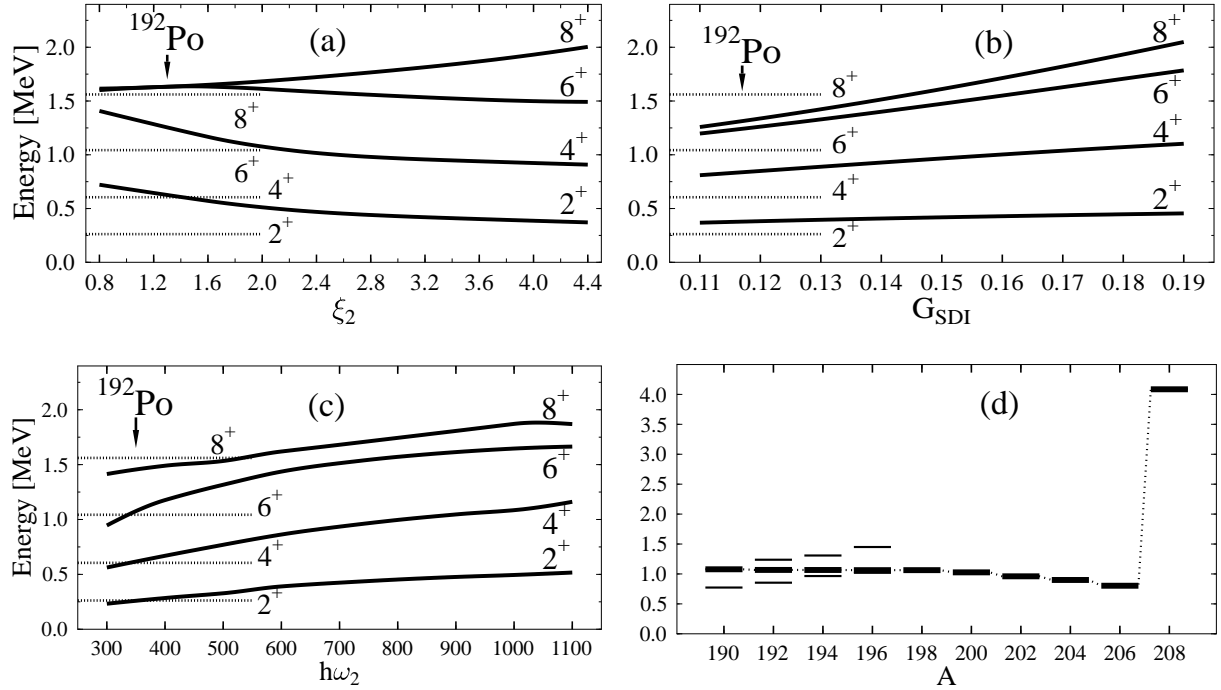 ¹⁹²Po
(a)
8⁺
6⁺
4⁺
2⁺
8⁺
6⁺
4⁺
2⁺
Energy [MeV]
2.0
1.5
1.0
0.5
0.0
0.8 1.2 1.6 2.0 2.4 2.8 3.2 3.6 4.0 4.4
ξ₂
¹⁹²Po
(b)
8⁺
6⁺
4⁺
2⁺
8⁺
6⁺
4⁺
2⁺
2.0
1.5
1.0
0.5
0.0
0.11 0.12 0.13 0.14 0.15 0.16 0.17 0.18 0.19
G_SDI
¹⁹²Po
(c)
8⁺
6⁺
4⁺
2⁺
8⁺
6⁺
4⁺
2⁺
Energy [MeV]
2.0
1.5
1.0
0.5
0.0
300 400 500 600 700 800 900 1000 1100
hω₂
(d)
4.0
3.5
3.0
2.5
2.0
1.5
1.0
0.5
0.0
190 192 194 196 198 200 202 204 206 208
A